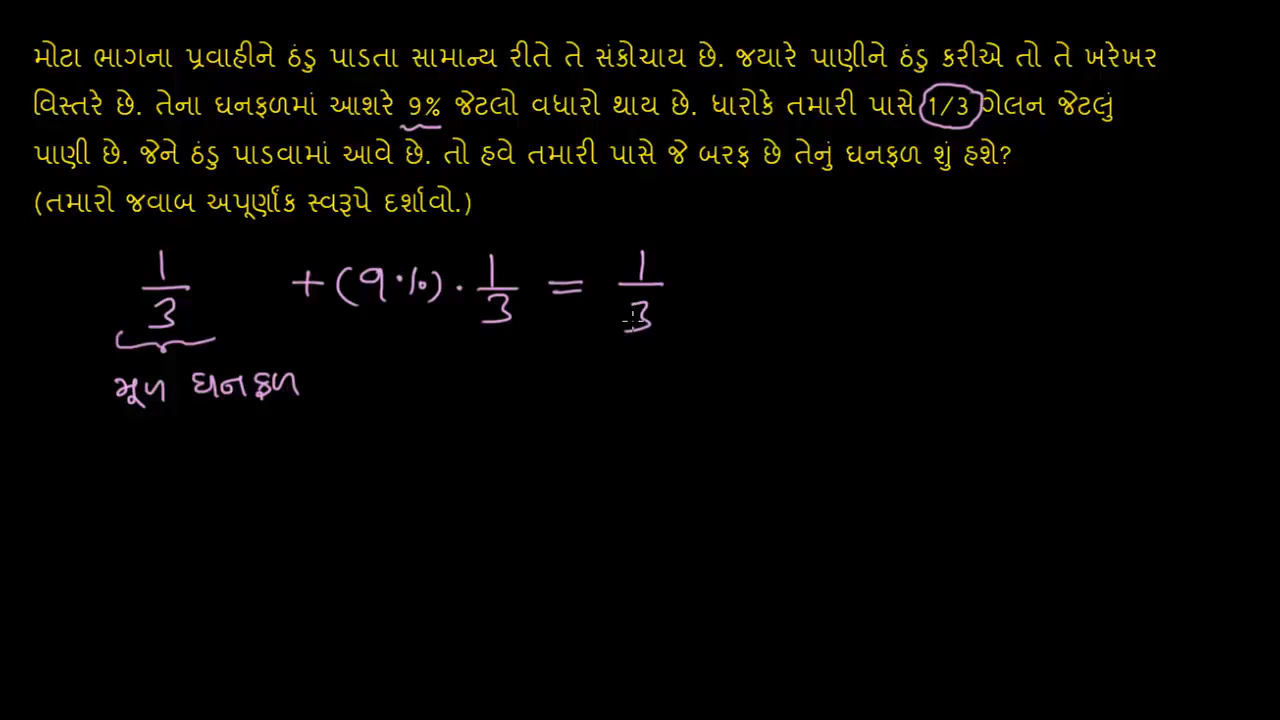 મોટા ભાગના પ્રવાહીને ઠંડુ પાડતા સામાન્ય રીતે તે સંકોચાય છે. જયારે પાણીને ઠંડુ કરીએ તો તે ખરેખર
વિસ્તરે છે. તેના ઘનફળમાં આશરે 9% જેટલો વધારો થાય છે. ધારોકે તમારી પાસે 1/3 ગેલન જેટલું
પાણી છે. જેને ઠંડુ પાડવામાં આવે છે. તો હવે તમારી પાસે જે બરફ છે તેનું ઘનફળ શું હશે?
(તમારો જવાબ અપૂર્ણાંક સ્વરૂપે દર્શાવો.)
1/3 + (9%) · 1/3 = 1/3
મૂળ ઘનફળ